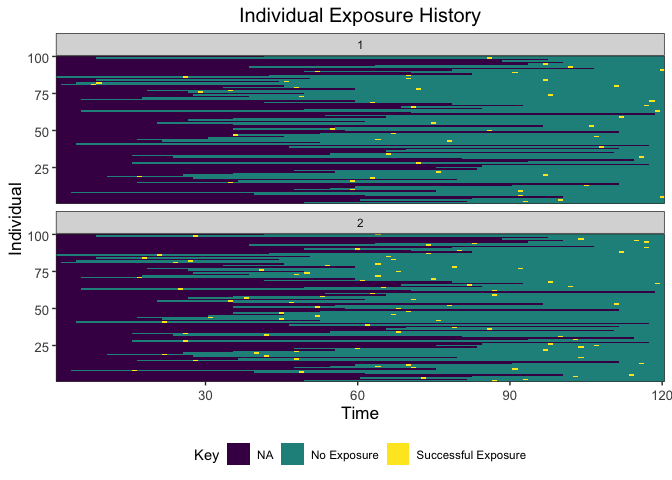 Individual Exposure History
1
100
75
50
25
2
100
75
50
25
Individual
30 60 90 120
Time
Key NA No Exposure Successful Exposure